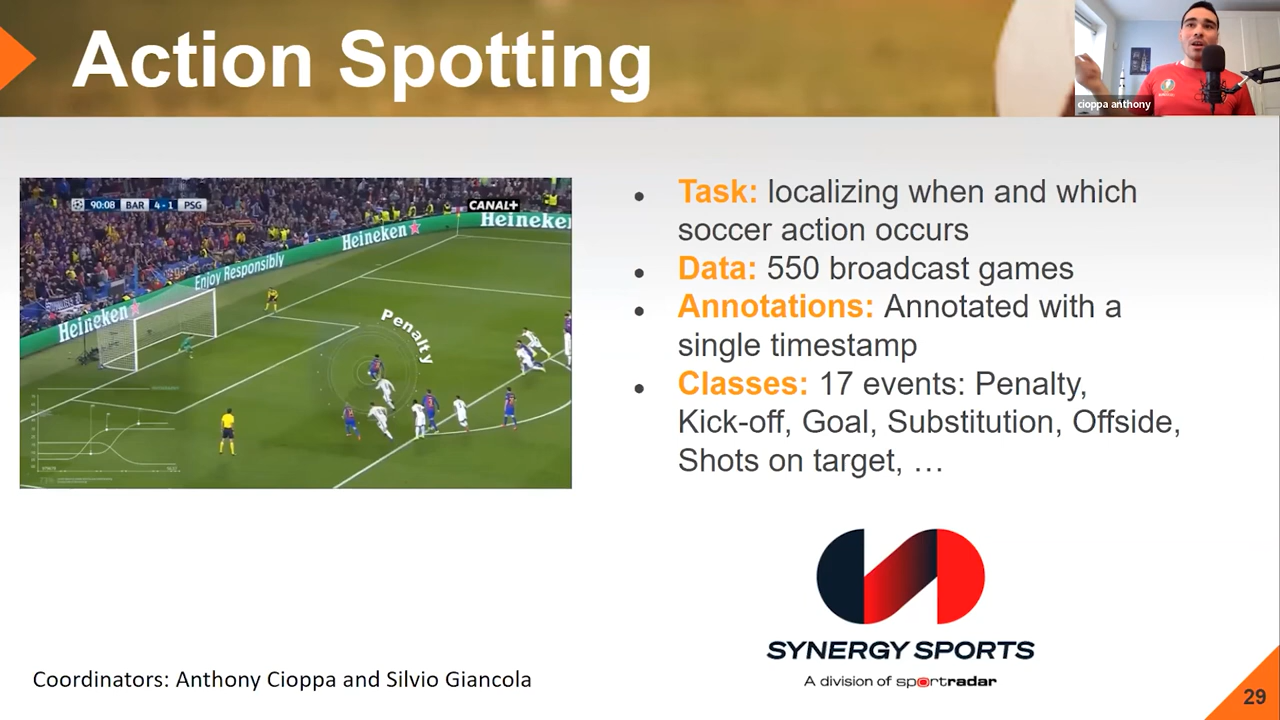 Action Spotting
cioppa anthony
90:08 BAR 4-1 PSG
CANAL+
Heineken
Heineken
Enjoy Responsibly
Heineken
Penalty
• Task: localizing when and which
soccer action occurs
• Data: 550 broadcast games
• Annotations: Annotated with a
single timestamp
• Classes: 17 events: Penalty,
Kick-off, Goal, Substitution, Offside,
Shots on target, …
SYNERGY SPORTS
A division of sportradar
Coordinators: Anthony Cioppa and Silvio Giancola
29